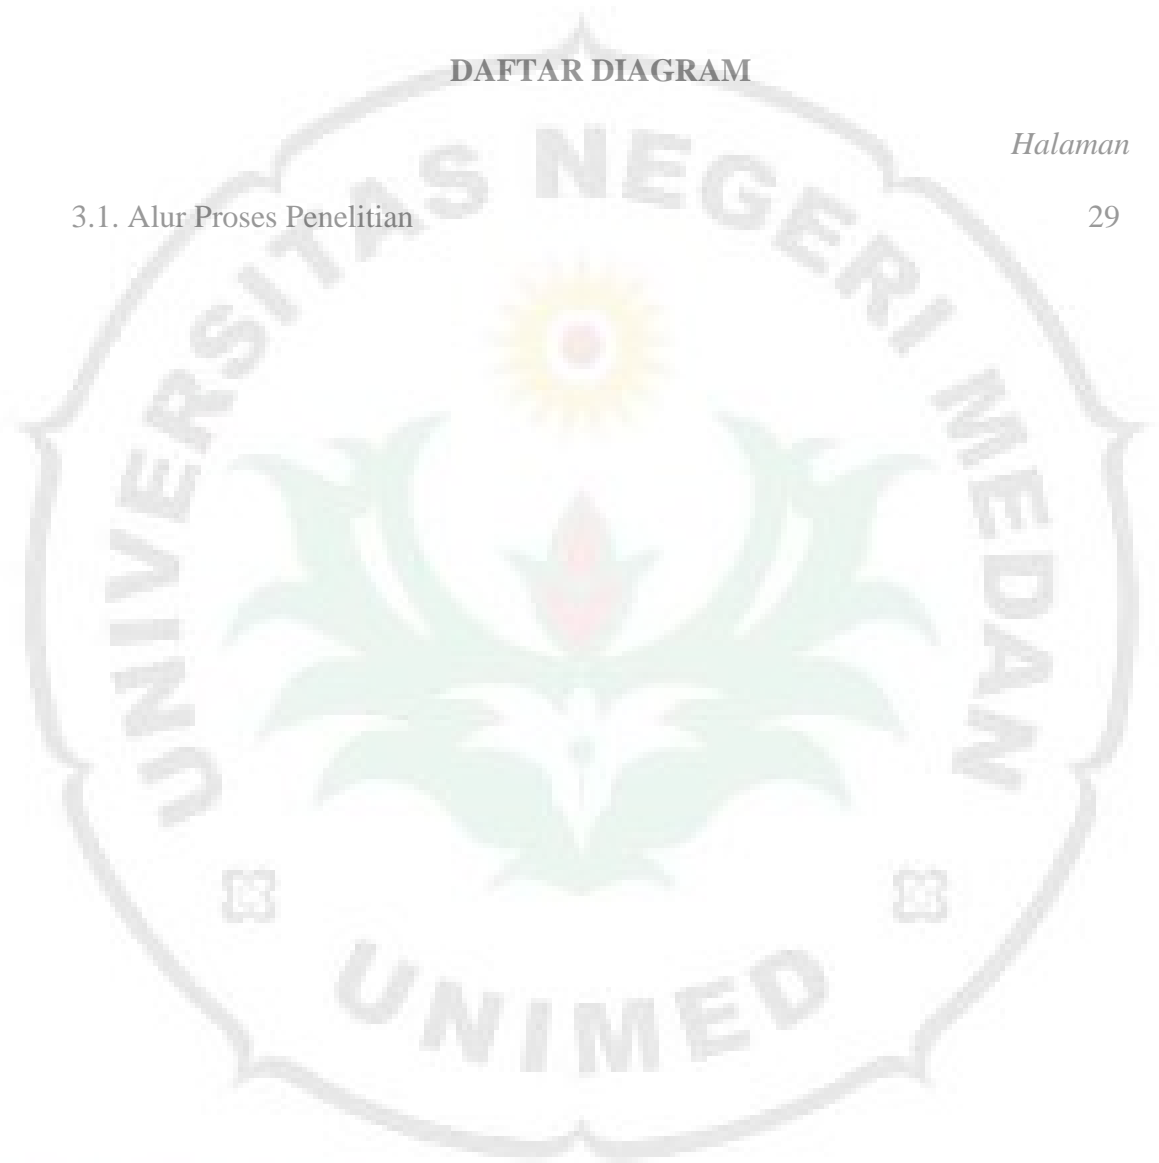 DAFTAR DIAGRAM
Halaman
3.1. Alur Proses Penelitian 29
UNIVERSITAS NEGERI MEDAN
UNIMED